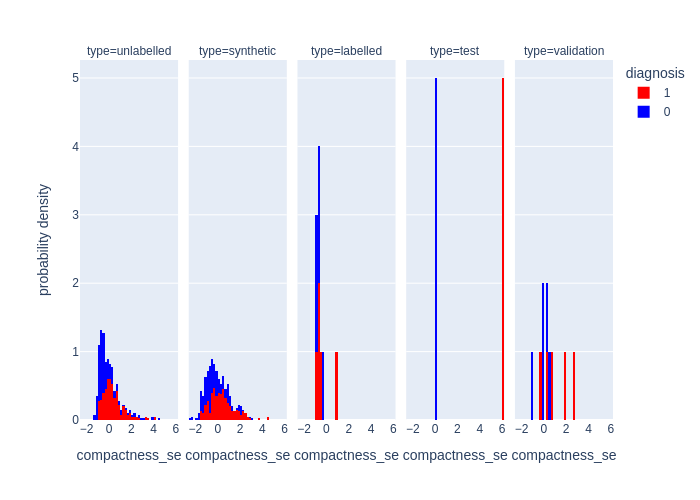 type=unlabelled type=synthetic type=labelled type=test type=validation
diagnosis
1
0
probability density
5
4
3
2
1
0
−2 0 2 4 6 −2 0 2 4 6 −2 0 2 4 6 −2 0 2 4 6 −2 0 2 4 6
compactness_se compactness_se compactness_se compactness_se compactness_se